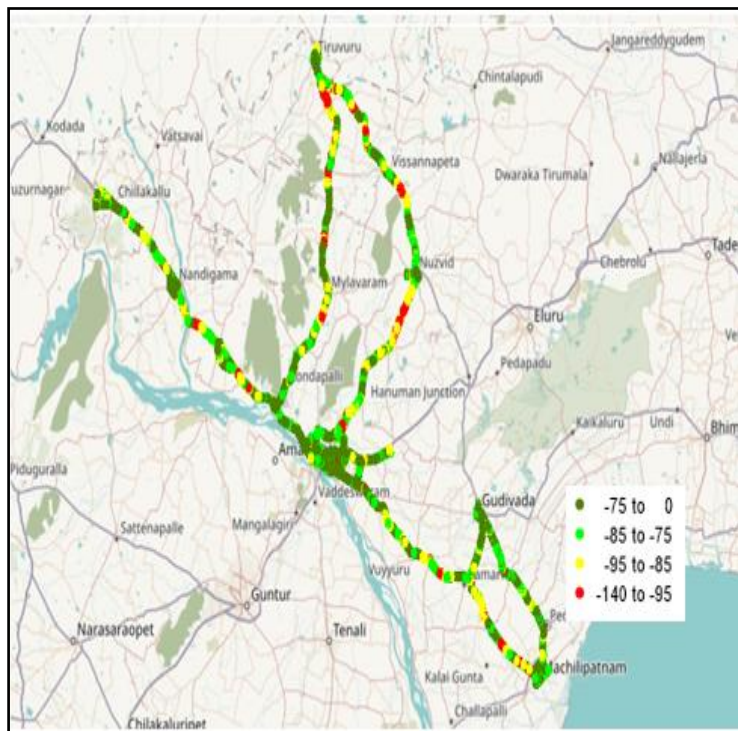 Tiruvuru
Jangareddygudem
Chintalapudi
Kodada
Vatsavai
Vissannapeta
Nallajerla
Dwaraka Tirumala
Chillakallu
Tade
Nuzvid
Chebrolu
Nandigama
Mylavaram
Eluru
Pedapadu
Hanuman Junction
Undi
Kaikaluru
Bhim
Ama
Piduguralla
Vaddeswaram
Gudivada
-75 to 0
Mangalagiri
-85 to -75
Sattenapalle
-95 to -85
Vuyyuru
-140 to -95
Guntur
Narasaraopet
Tenali
Machilipatnam
Kalai Gunta
Challapalli
Chilakaluripet